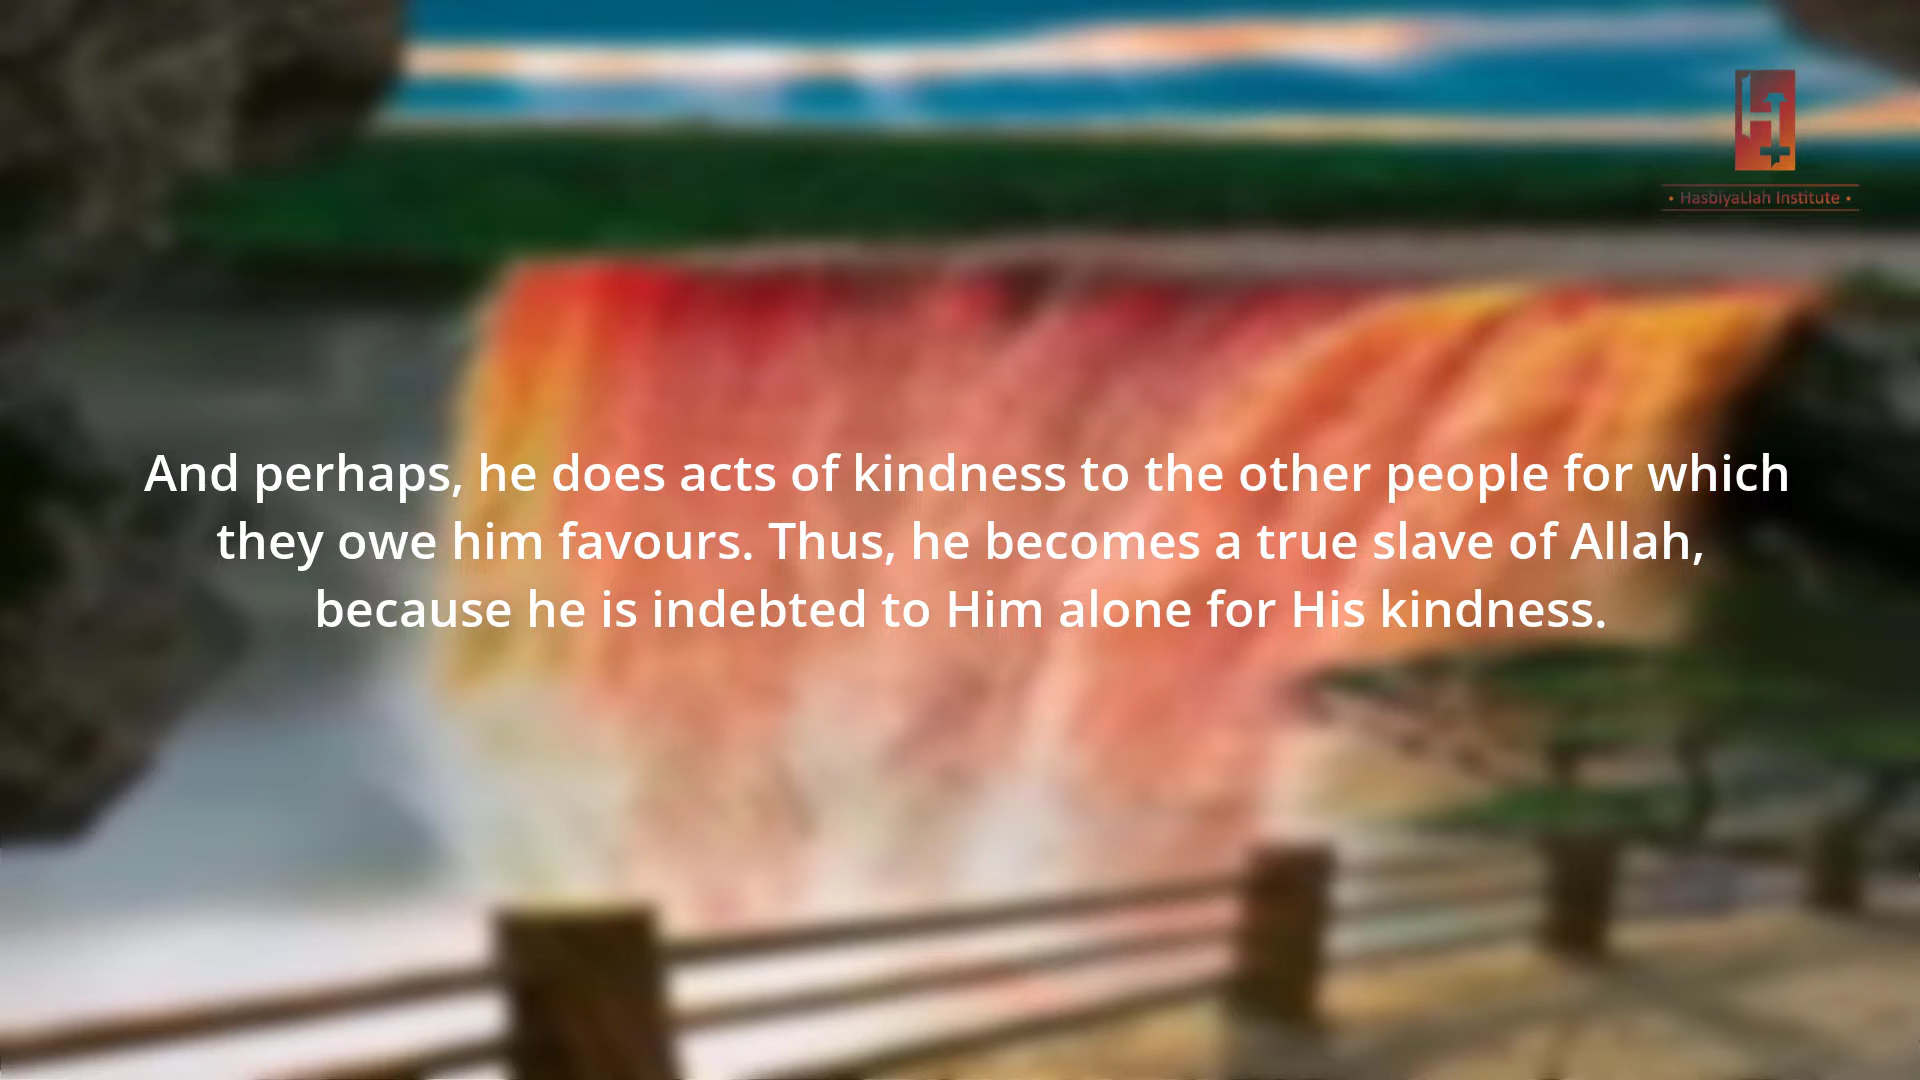 • HasbiyaLlah Institute •
And perhaps, he does acts of kindness to the other people for which
they owe him favours. Thus, he becomes a true slave of Allah,
because he is indebted to Him alone for His kindness.